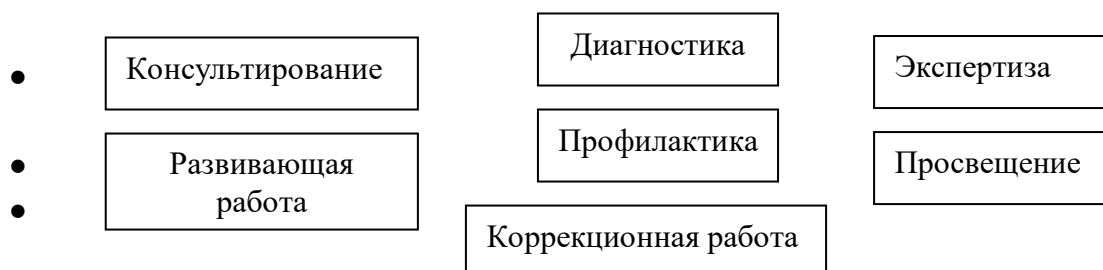 Консультирование
Диагностика
Экспертиза
Развивающая
работа
Профилактика
Просвещение
Коррекционная работа